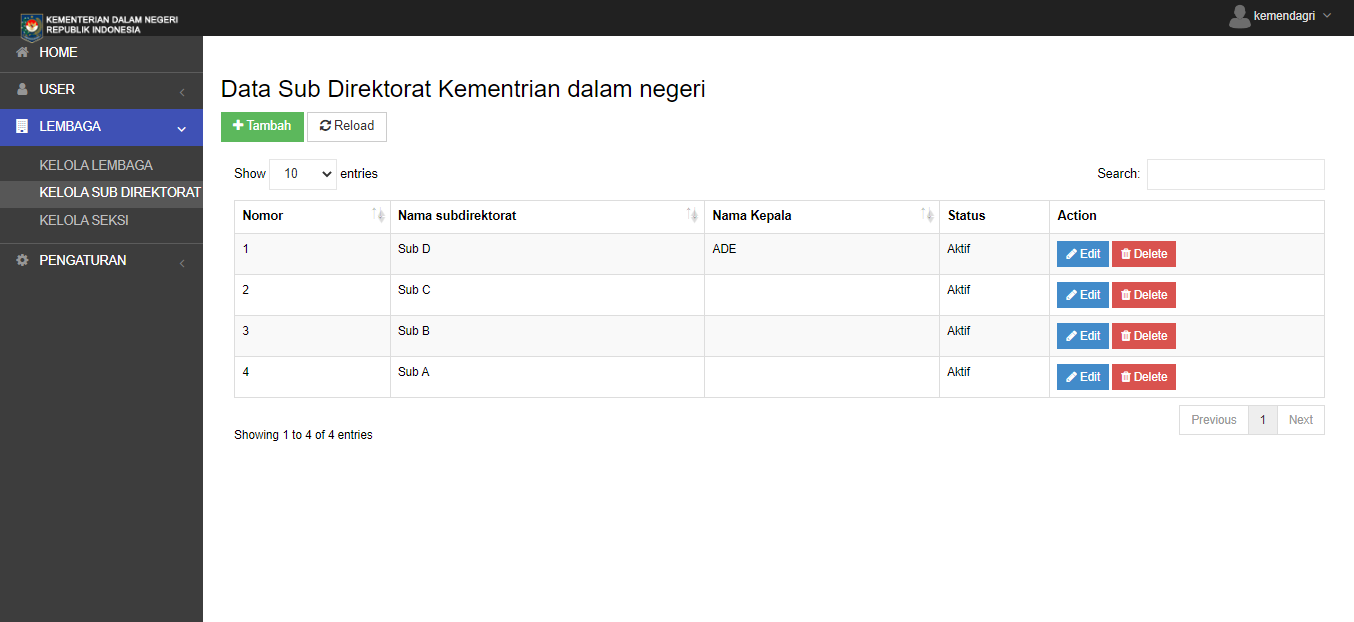 KEMENTERIAN DALAM NEGERI
REPUBLIK INDONESIA
kemendagri
HOME
USER
LEMBAGA
KELOLA LEMBAGA
KELOLA SUB DIREKTORAT
KELOLA SEKSI
PENGATURAN
Data Sub Direktorat Kementrian dalam negeri
Tambah Reload
Show 10 entries Search:
Nomor Nama subdirektorat Nama Kepala Status Action
1 Sub D ADE Aktif Edit Delete
2 Sub C Aktif Edit Delete
3 Sub B Aktif Edit Delete
4 Sub A Aktif Edit Delete
Previous 1 Next
Showing 1 to 4 of 4 entries